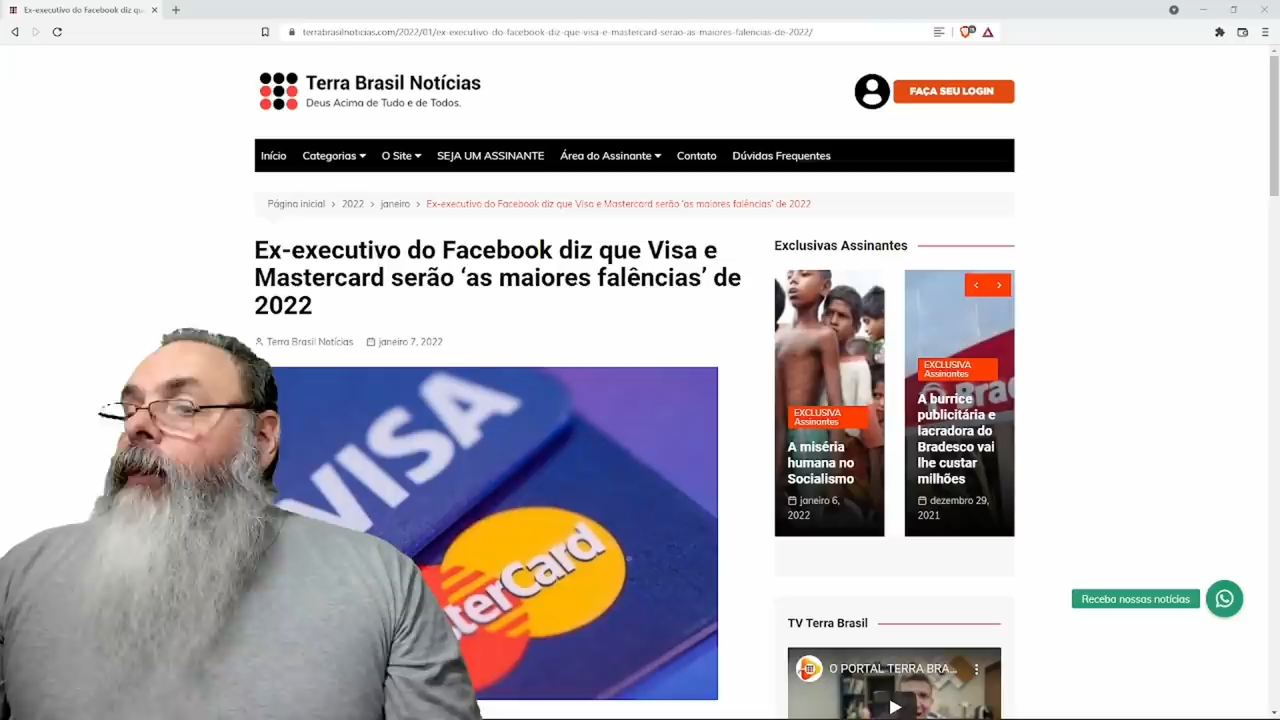 Ex-executivo do Facebook diz qu
terrabrasilnoticias.com/2022/01/ex-executivo-do-facebook-diz-que-visa-e-mastercard-serao-as-maiores-falencias-de-2022/
Terra Brasil Notícias
Deus Acima de Tudo e de Todos.
FAÇA SEU LOGIN
Início Categorias O Site SEJA UM ASSINANTE Área do Assinante Contato Dúvidas Frequentes
Página inicial > 2022 > janeiro > Ex-executivo do Facebook diz que Visa e Mastercard serão 'as maiores falências' de 2022
Ex-executivo do Facebook diz que Visa e
Mastercard serão ‘as maiores falências’ de
2022
Terra Brasil Notícias janeiro 7, 2022
VISA
sterCard
Exclusivas Assinantes
EXCLUSIVA
Assinantes
A miséria
humana no
Socialismo
janeiro 6,
2022
Brad
EXCLUSIVA
Assinantes
A burrice
publicitária e
lacradora do
Bradesco vai
lhe custar
milhões
dezembro 29,
2021
Receba nossas notícias
TV Terra Brasil
O PORTAL TERRA BRA...